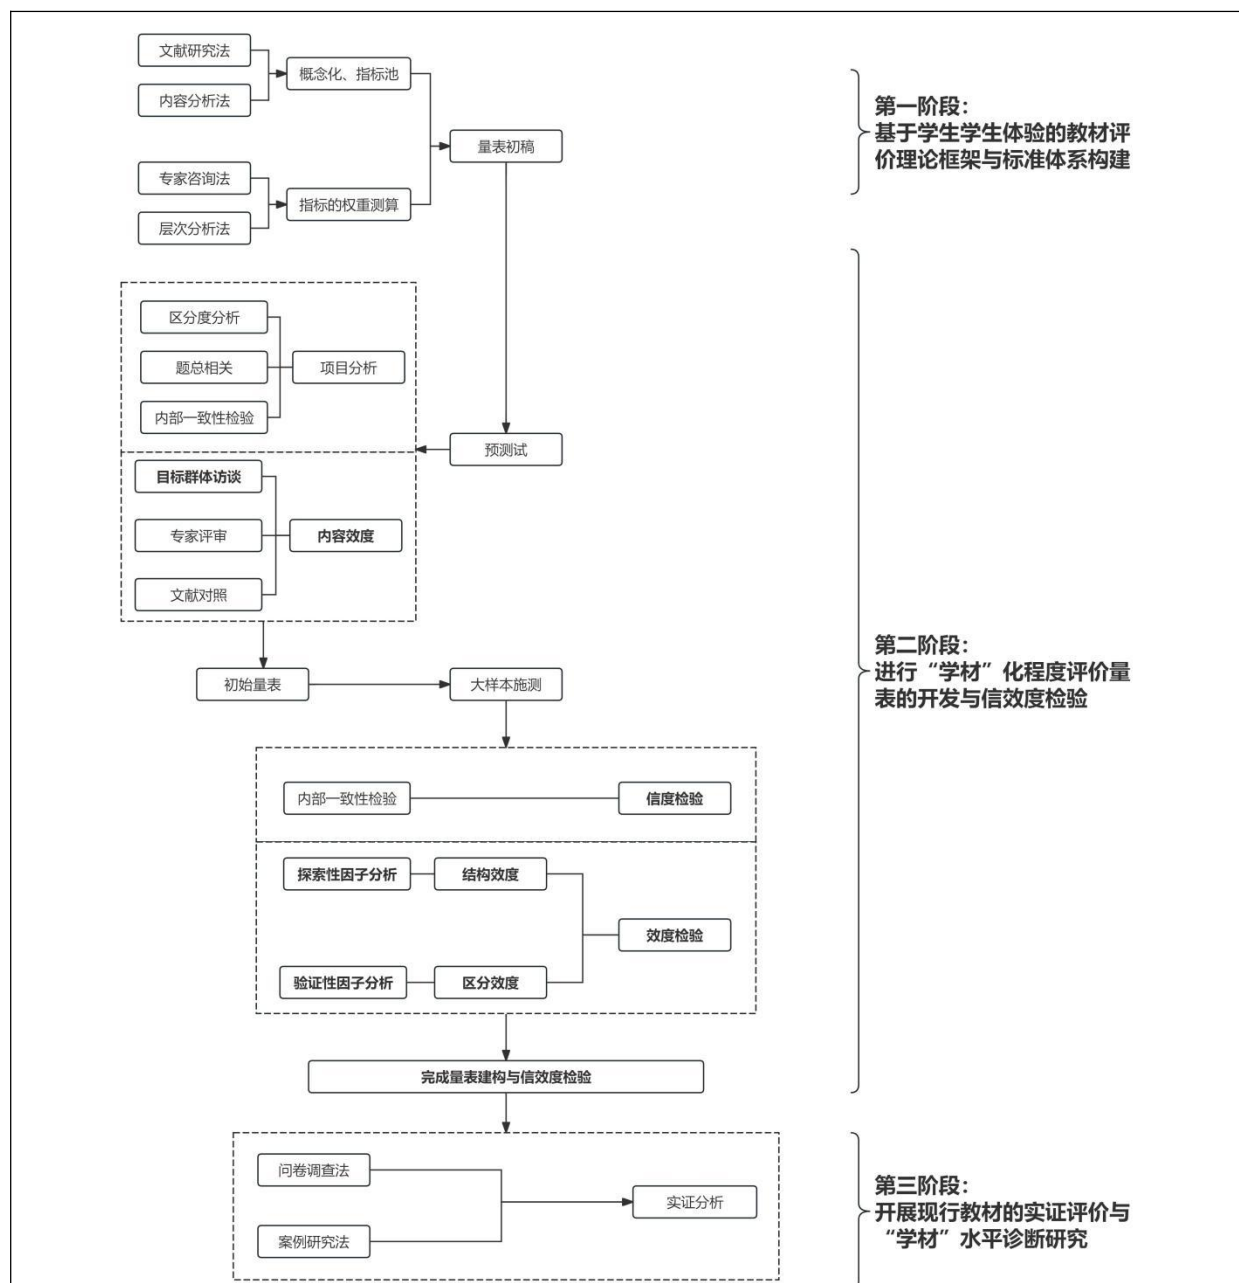 文献研究法
内容分析法
概念化、指标池
量表初稿
专家咨询法
层次分析法
指标的权重测算
第一阶段：
基于学生学生体验的教材评
价理论框架与标准体系构建
区分度分析
题总相关
项目分析
内部一致性检验
预测试
目标群体访谈
专家评审
内容效度
文献对照
初始量表
大样本施测
内部一致性检验
信度检验
探索性因子分析
结构效度
效度检验
验证性因子分析
区分效度
完成量表建构与信效度检验
第二阶段：
进行“学材”化程度评价量
表的开发与信效度检验
问卷调查法
实证分析
案例研究法
第三阶段：
开展现行教材的实证评价与
“学材”水平诊断研究